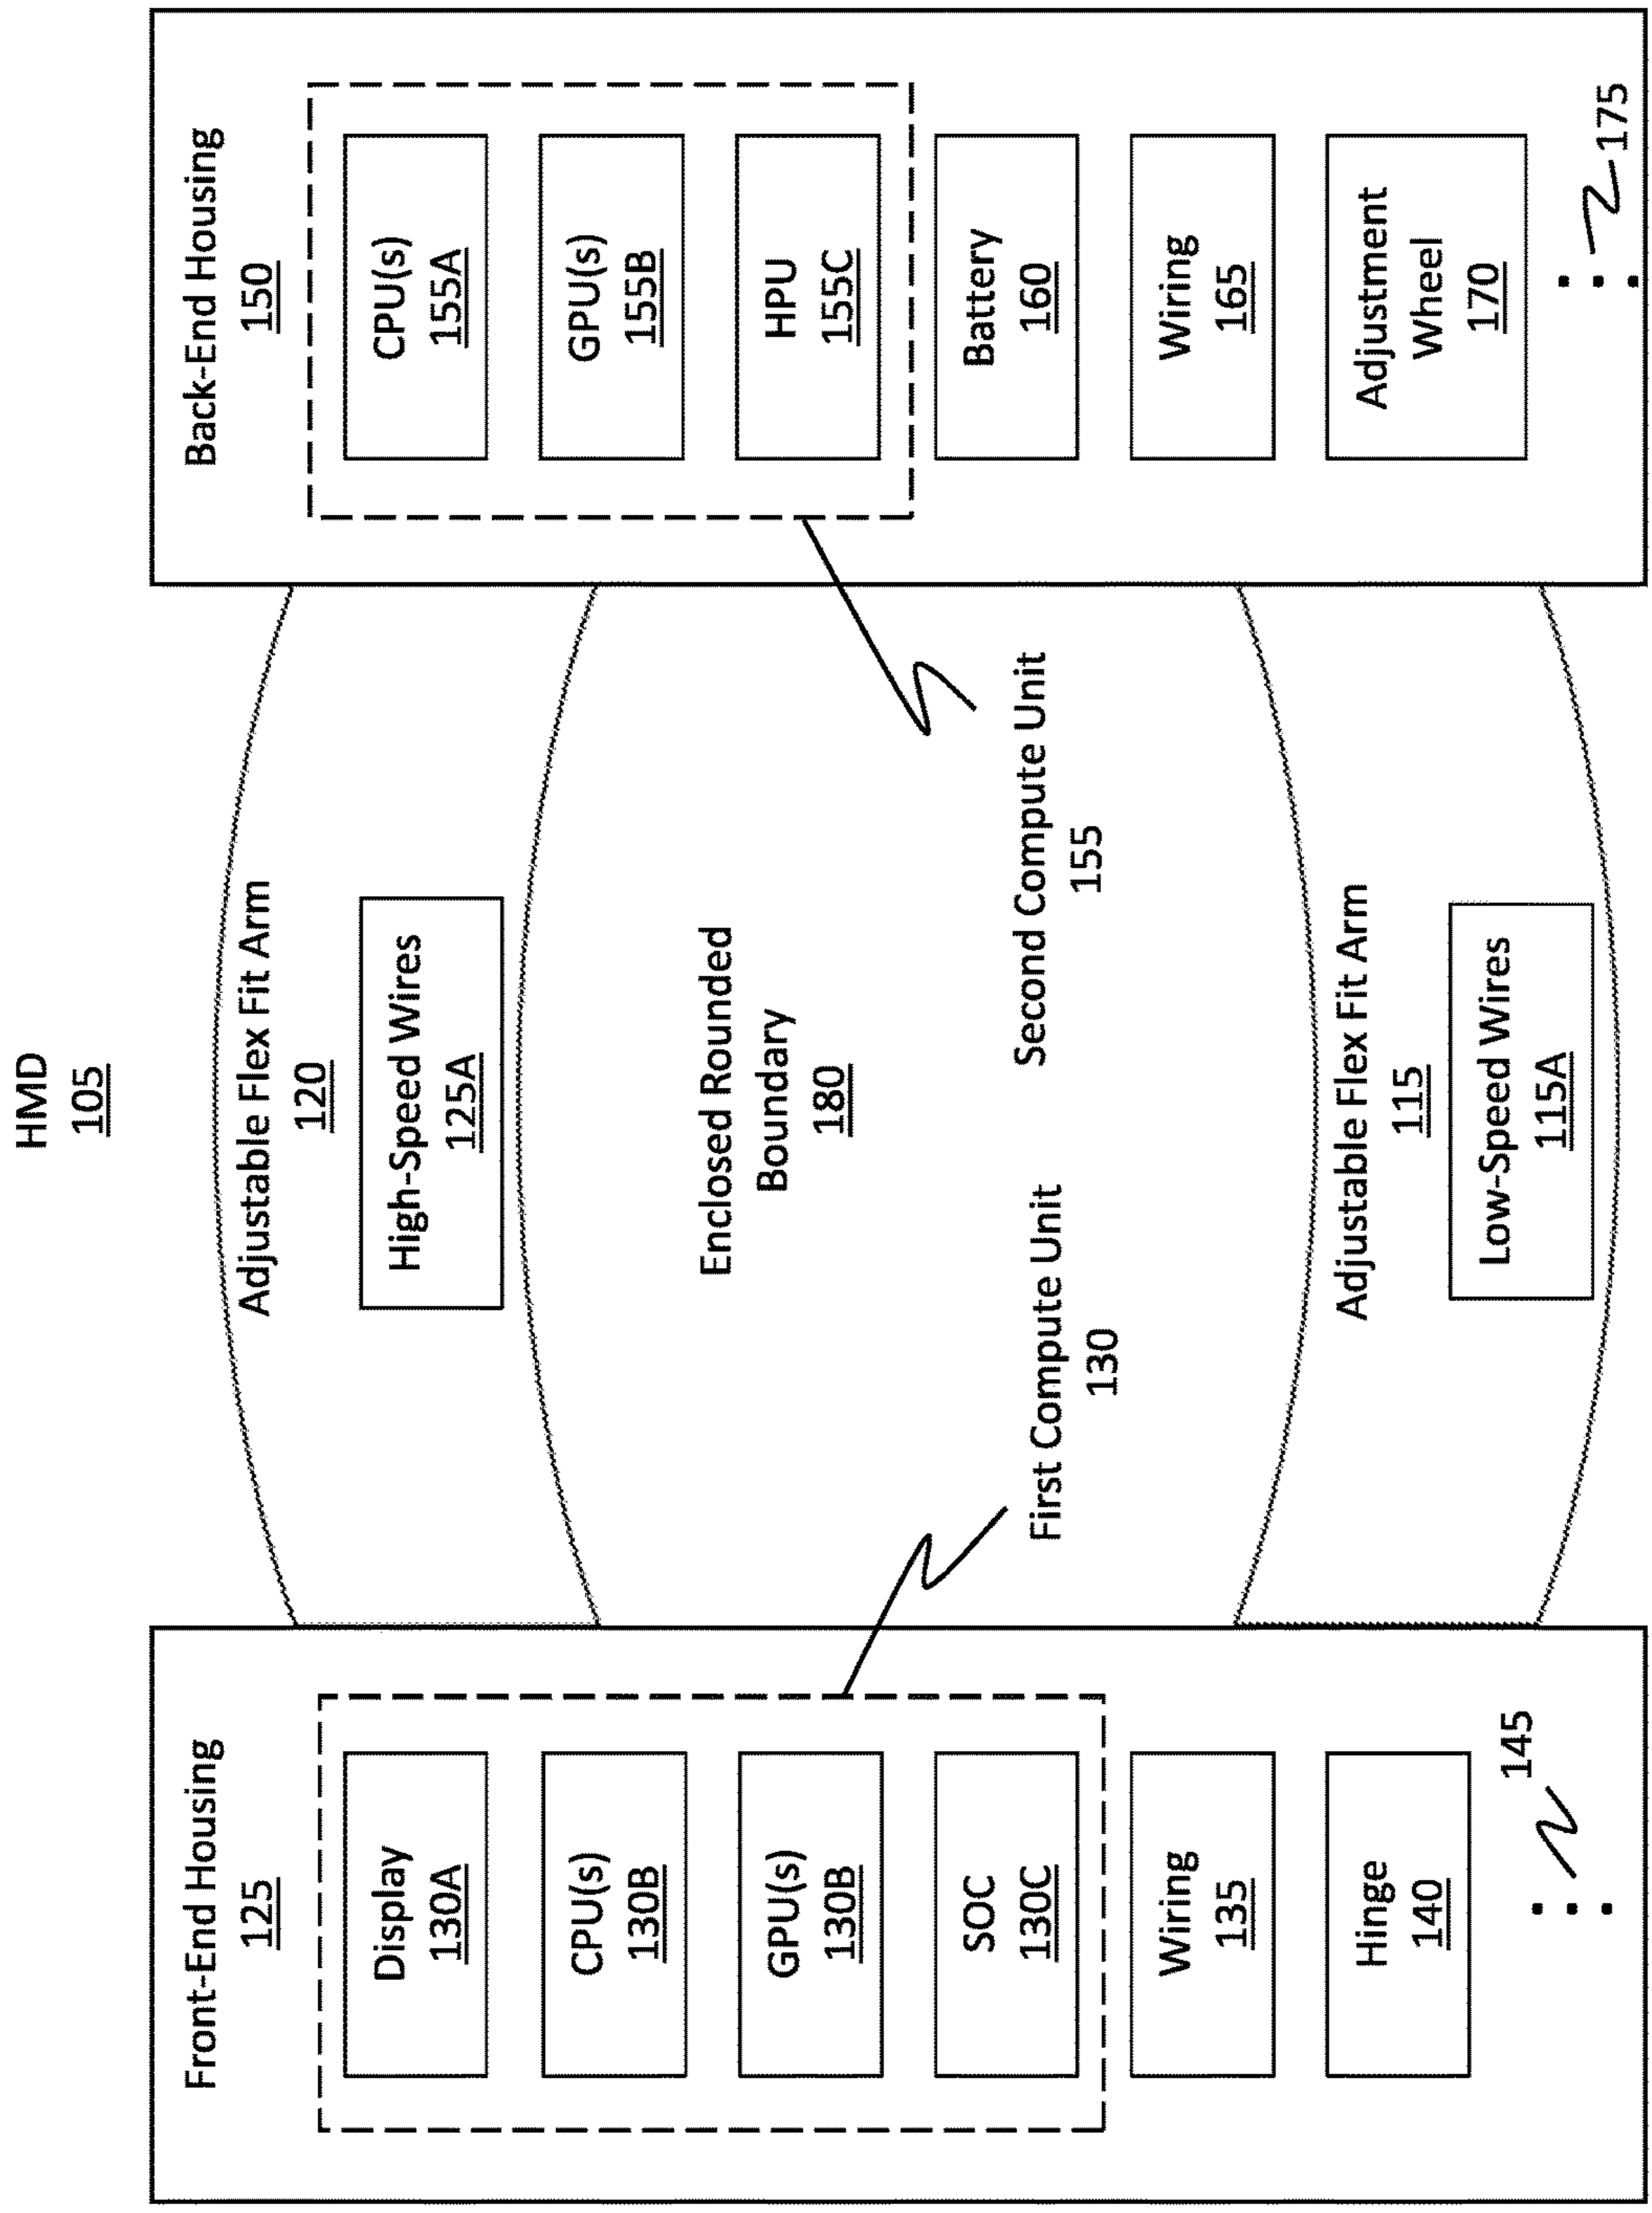 HMD
105
Front-End Housing
125
Display
130A
CPU(s)
130B
GPU(s)
130B
SOC
130C
Wiring
135
Hinge
140
145
First Compute Unit
130
Adjustable Flex Fit Arm
120
High-Speed Wires
125A
Enclosed Rounded
Boundary
180
Second Compute Unit
155
Adjustable Flex Fit Arm
115
Low-Speed Wires
115A
Back-End Housing
150
CPU(s)
155A
GPU(s)
155B
HPU
155C
Battery
160
Wiring
165
Adjustment
Wheel
170
175